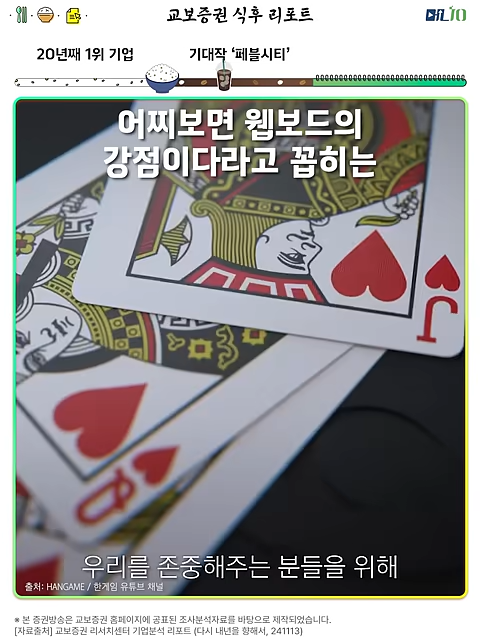 교보증권 식후 리포트
20년째 1위 기업
기대작 ‘페블시티’
어찌보면 웹보드의
강점이다라고 꼽히는
J
Q
우리를 존중해주는 분들을 위해
출처: HANGAME / 한게임 유튜브 채널
※ 본 증권방송은 교보증권 홈페이지에 공표된 조사분석자료를 바탕으로 제작되었습니다.
[자료출처] 교보증권 리서치센터 기업분석 리포트 (다시 내년을 향해서, 241113)